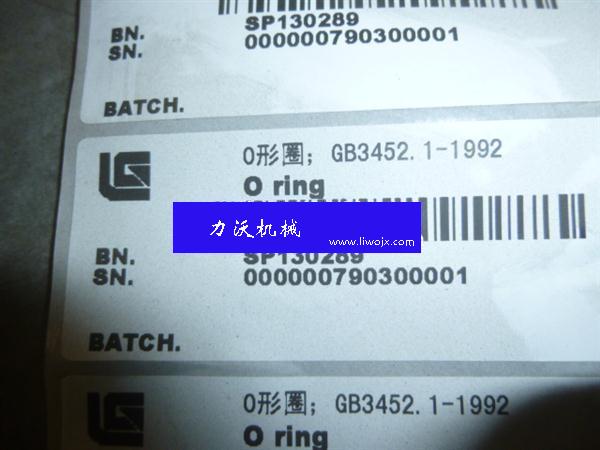 BN. SP130289
SN. 000000790300001
BATCH.
O形圈; GB3452.1-1992
O ring
力沃机械
www.liwojx.com
BN. SP130289
SN. 000000790300001
BATCH.
O形圈; GB3452.1-1992
O ring